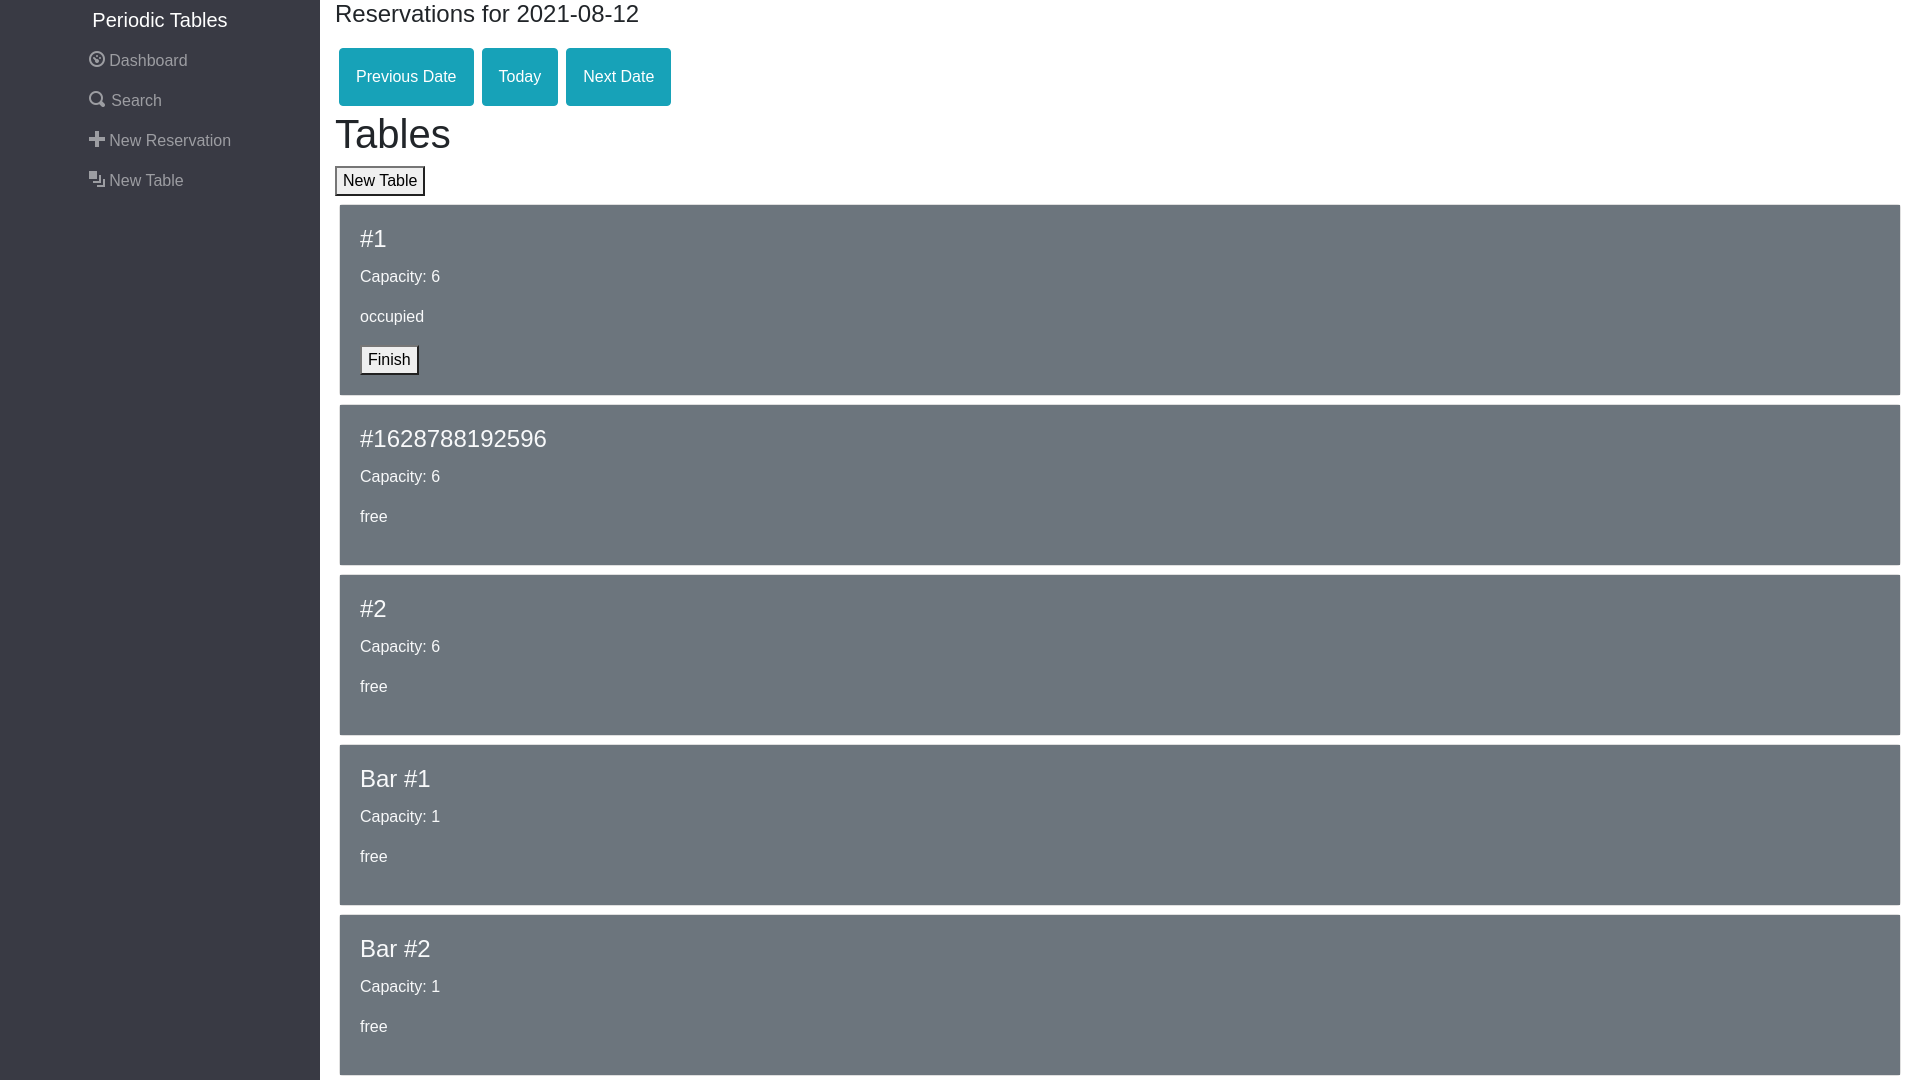 Periodic Tables
Dashboard
Search
New Reservation
New Table
Reservations for 2021-08-12
Previous Date
Today
Next Date
Tables
New Table
#1
Capacity: 6
occupied
Finish
#1628788192596
Capacity: 6
free
#2
Capacity: 6
free
Bar #1
Capacity: 1
free
Bar #2
Capacity: 1
free